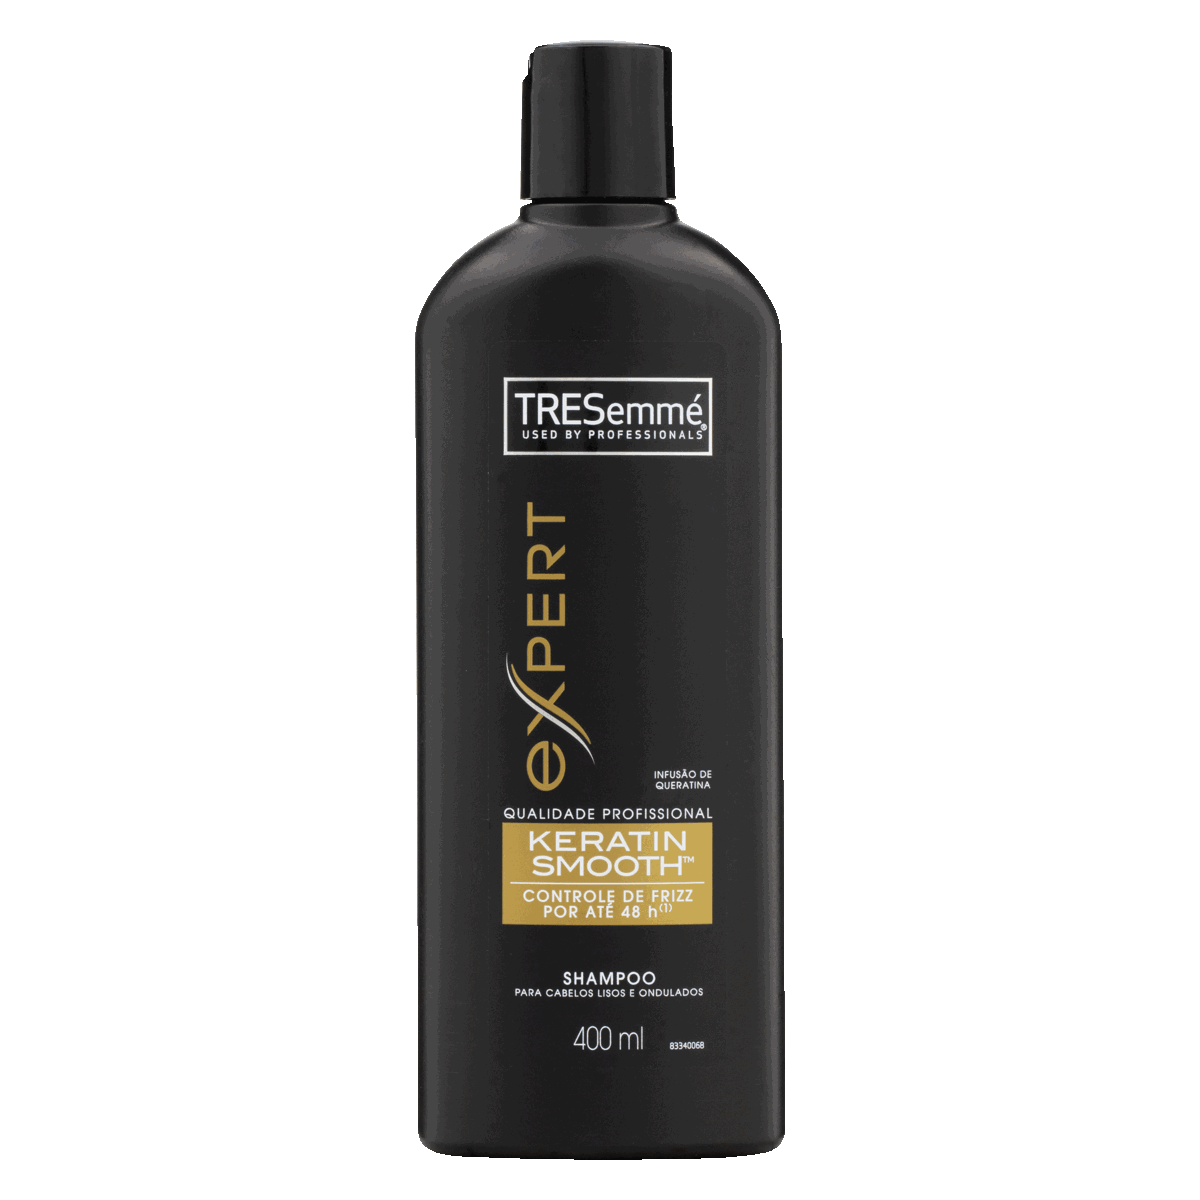 TRESemmé®
USED BY PROFESSIONALS
eXPERT
INFUSÃO DE
QUERATINA
QUALIDADE PROFISSIONAL
KERATIN
SMOOTH™
CONTROLE DE FRIZZ
POR ATÉ 48 h(1)
SHAMPOO
PARA CABELOS LISOS E ONDULADOS
400 ml
83340068